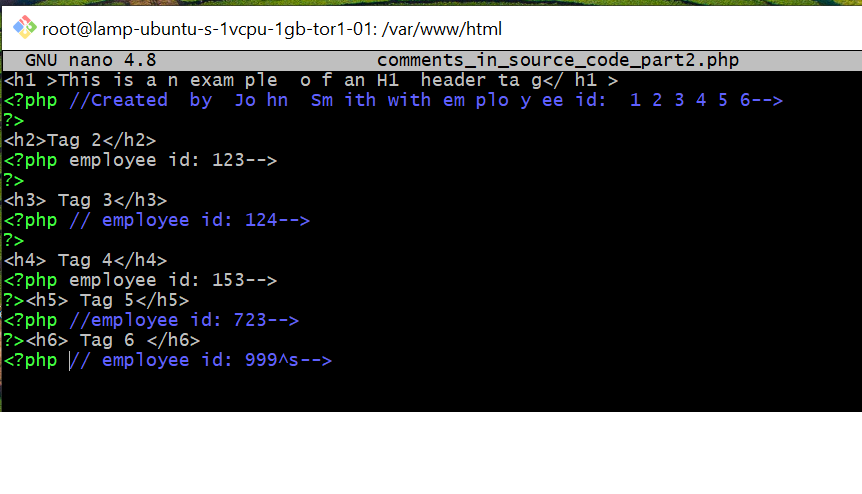 root@lamp-ubuntu-s-1vcpu-1gb-tor1-01: /var/www/html
GNU nano 4.8 comments_in_source_code_part2.php
<h1 >This is a n exam ple  o f an H1  header ta g</ h1 >
<?php //Created  by  Jo hn  Sm ith with em plo y ee id:  1 2 3 4 5 6-->
?>
<h2>Tag 2</h2>
<?php employee id: 123-->
?>
<h3> Tag 3</h3>
<?php // employee id: 124-->
?>
<h4> Tag 4</h4>
<?php employee id: 153-->
?><h5> Tag 5</h5>
<?php //employee id: 723-->
?><h6> Tag 6 </h6>
<?php // employee id: 999^s-->